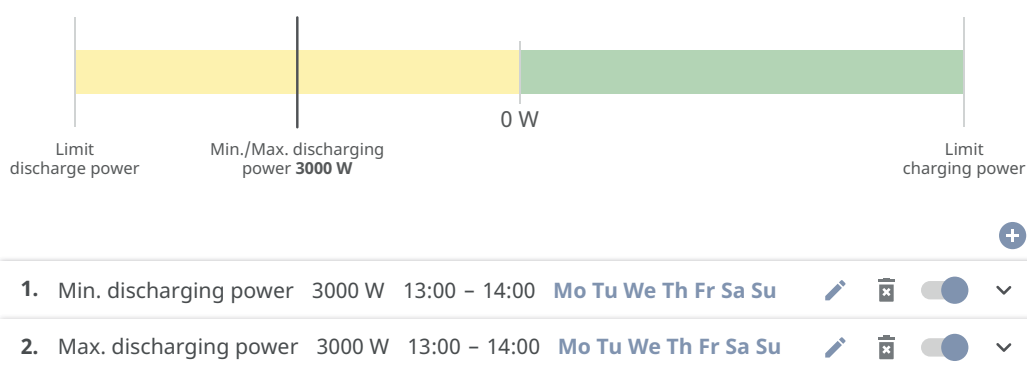 0 W
Limit
discharge power
Min./Max. discharging
power 3000 W
Limit
charging power
1. Min. discharging power 3000 W 13:00 – 14:00 Mo Tu We Th Fr Sa Su
2. Max. discharging power 3000 W 13:00 – 14:00 Mo Tu We Th Fr Sa Su